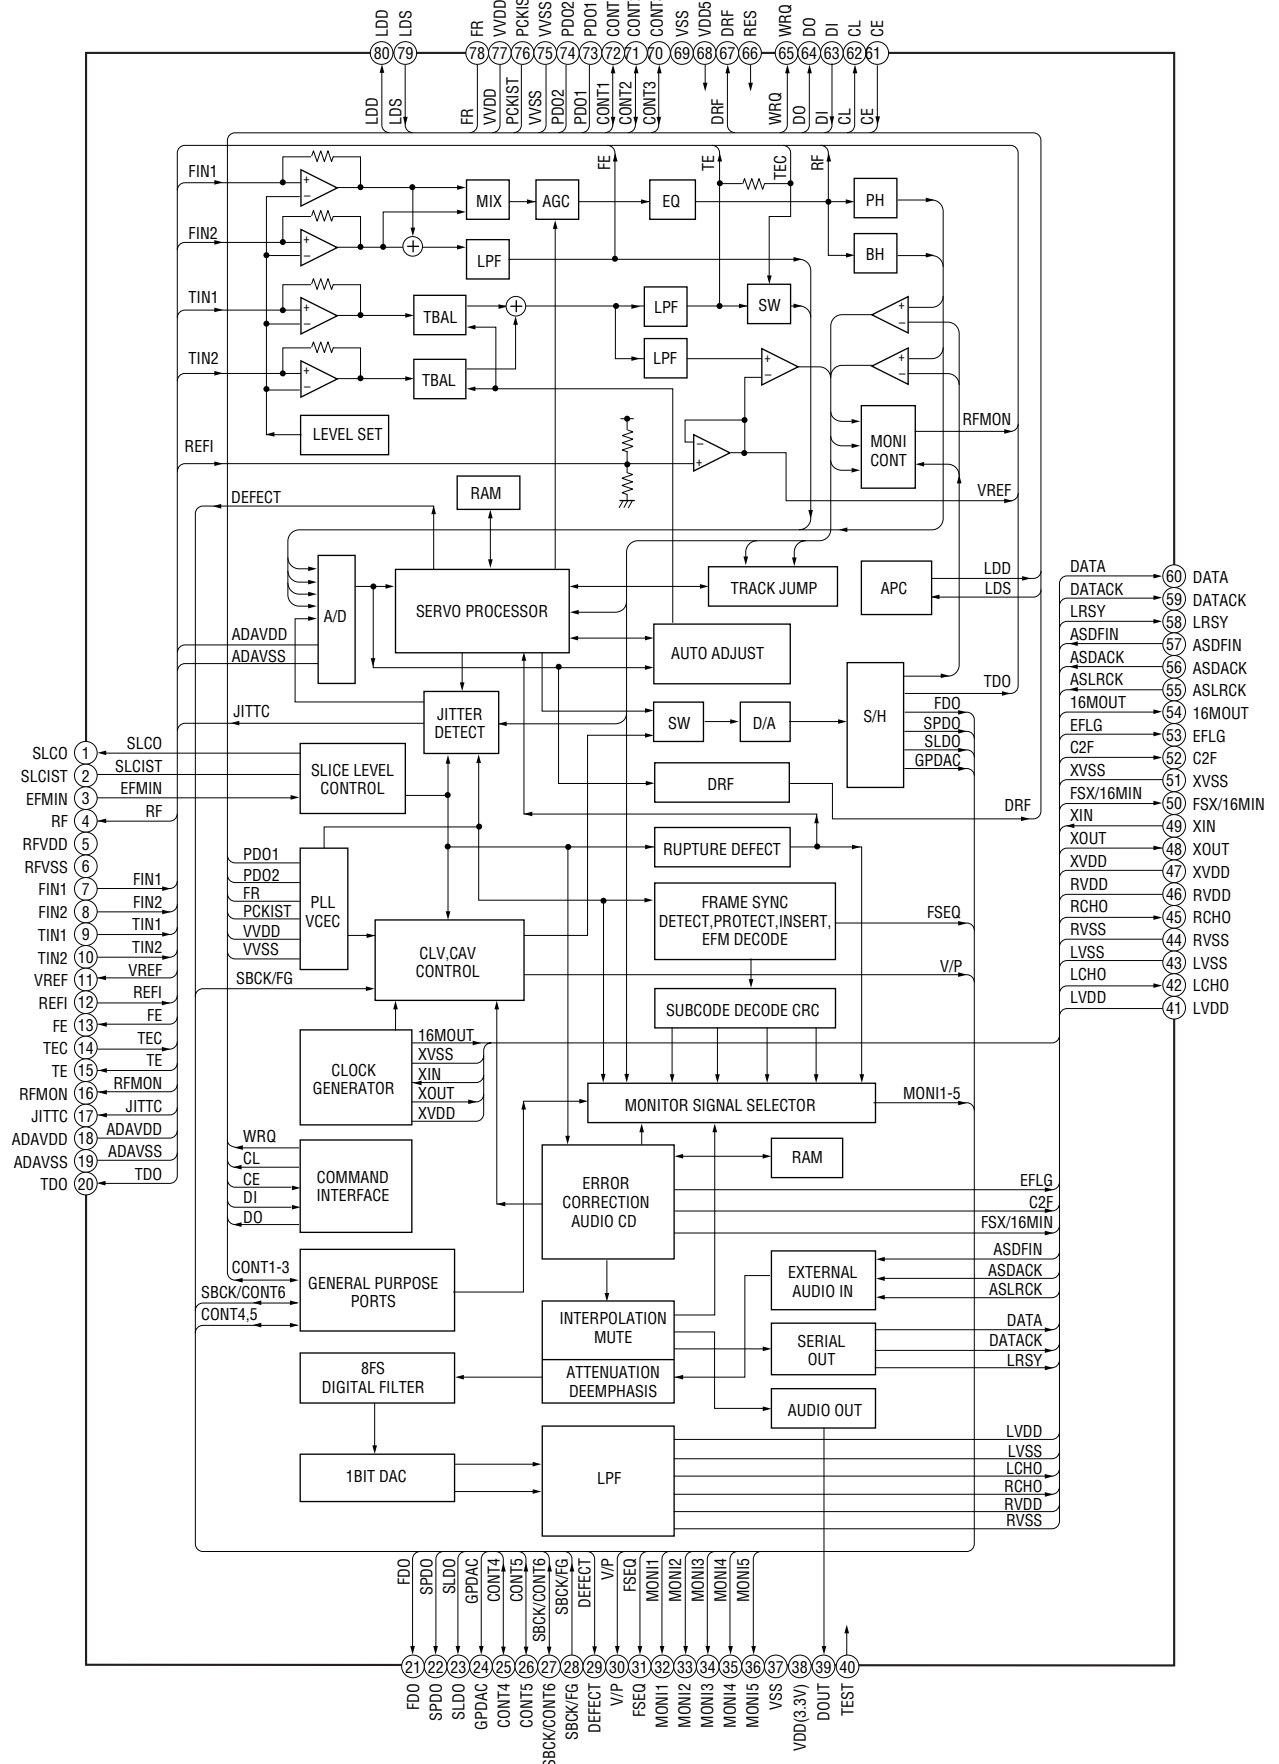 LDD
LDS
FR
VVDD
PCKIST
VVSS
PDO2
PDO1
VSS
VDD5
DRF
RES
WRQ
DO
DI
CL
CE
80
79
78
77
76
75
74
73
72
71
70
69
68
67
66
65
64
63
62
61
LDD
LDS
FR
VVDD
PCKIST
VVSS
PDO2
PDO1
CONT1
CONT2
CONT3
DRF
WRQ
DO
DI
CL
CE
FE
TE
TEC
RF
FIN1
FIN2
TIN1
TIN2
REFI
+
−
+
−
+
−
+
−
+
MIX
AGC
EQ
PH
BH
LPF
TBAL
TBAL
+
LPF
LPF
SW
+
−
+
−
+
−
−
+
LEVEL SET
MONI
CONT
RFMON
VREF
DEFECT
RAM
A/D
SERVO PROCESSOR
TRACK JUMP
APC
LDD
LDS
ADAVDD
ADAVSS
AUTO ADJUST
JITTC
JITTER
DETECT
SW
D/A
S/H
TDO
FDO
SPDO
SLDO
GPDAC
SLICE LEVEL
CONTROL
DRF
DRF
RUPTURE DEFECT
PDO1
PDO2
FR
PCKIST
VVDD
VVSS
PLL
VCEC
FRAME SYNC
DETECT,PROTECT,INSERT,
EFM DECODE
FSEQ
CLV,CAV
CONTROL
V/P
SBCK/FG
SUBCODE DECODE CRC
CLOCK
GENERATOR
16MOUT
XVSS
XIN
XOUT
XVDD
MONITOR SIGNAL SELECTOR
MONI1-5
WRQ
CL
CE
DI
DO
COMMAND
INTERFACE
ERROR
CORRECTION
AUDIO CD
RAM
EFLG
C2F
FSX/16MIN
CONT1-3
SBCK/CONT6
CONT4,5
GENERAL PURPOSE
PORTS
EXTERNAL
AUDIO IN
ASDFIN
ASDACK
ASLRCK
INTERPOLATION
MUTE
ATTENUATION
DEEMPHASIS
SERIAL
OUT
DATA
DATACK
LRSY
8FS
DIGITAL FILTER
AUDIO OUT
1BIT DAC
LPF
LVDD
LVSS
LCHO
RCHO
RVDD
RVSS
SLCO 1 SLCO
SLCIST 2 SLCIST
EFMIN 3 EFMIN
RF 4 RF
RFVDD 5
RFVSS 6
FIN1 7 FIN1
FIN2 8 FIN2
TIN1 9 TIN1
TIN2 10 TIN2
VREF 11 VREF
REFI 12 REFI
FE 13 FE
TEC 14 TEC
TE 15 TE
RFMON 16 RFMON
JITTC 17 JITTC
ADAVDD 18 ADAVDD
ADAVSS 19 ADAVSS
TDO 20 TDO
DATA 60 DATA
DATACK 59 DATACK
LRSY 58 LRSY
ASDFIN 57 ASDFIN
ASDACK 56 ASDACK
ASLRCK 55 ASLRCK
16MOUT 54 16MOUT
EFLG 53 EFLG
C2F 52 C2F
XVSS 51 XVSS
FSX/16MIN 50 FSX/16MIN
XIN 49 XIN
XOUT 48 XOUT
XVDD 47 XVDD
RVDD 46 RVDD
RCHO 45 RCHO
RVSS 44 RVSS
LVSS 43 LVSS
LCHO 42 LCHO
LVDD 41 LVDD
FDO
SPDO
SLDO
GPDAC
CONT4
CONT5
SBCK/CONT6
SBCK/FG
DEFECT
V/P
FSEQ
MONI1
MONI2
MONI3
MONI4
MONI5
21
22
23
24
25
26
27
28
29
30
31
32
33
34
35
36
37
38
39
40
FDO
SPDO
SLDO
GPDAC
CONT4
CONT5
SBCK/CONT6
SBCK/FG
DEFECT
V/P
FSEQ
MONI1
MONI2
MONI3
MONI4
MONI5
VSS
VDD(3.3V)
DOUT
TEST